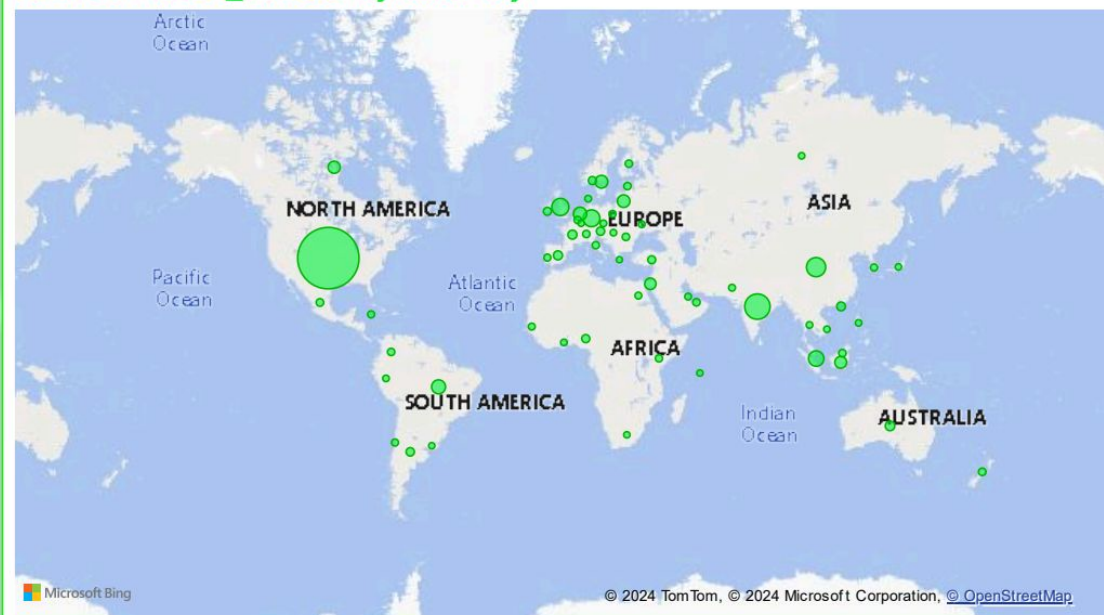 Arctic
Ocean
NORTH AMERICA
EUROPE
ASIA
Pacific
Ocean
Atlantic
Ocean
AFRICA
SOUTH AMERICA
Indian
Ocean
AUSTRALIA
Microsoft Bing
© 2024 TomTom, © 2024 Microsoft Corporation, © OpenStreetMap